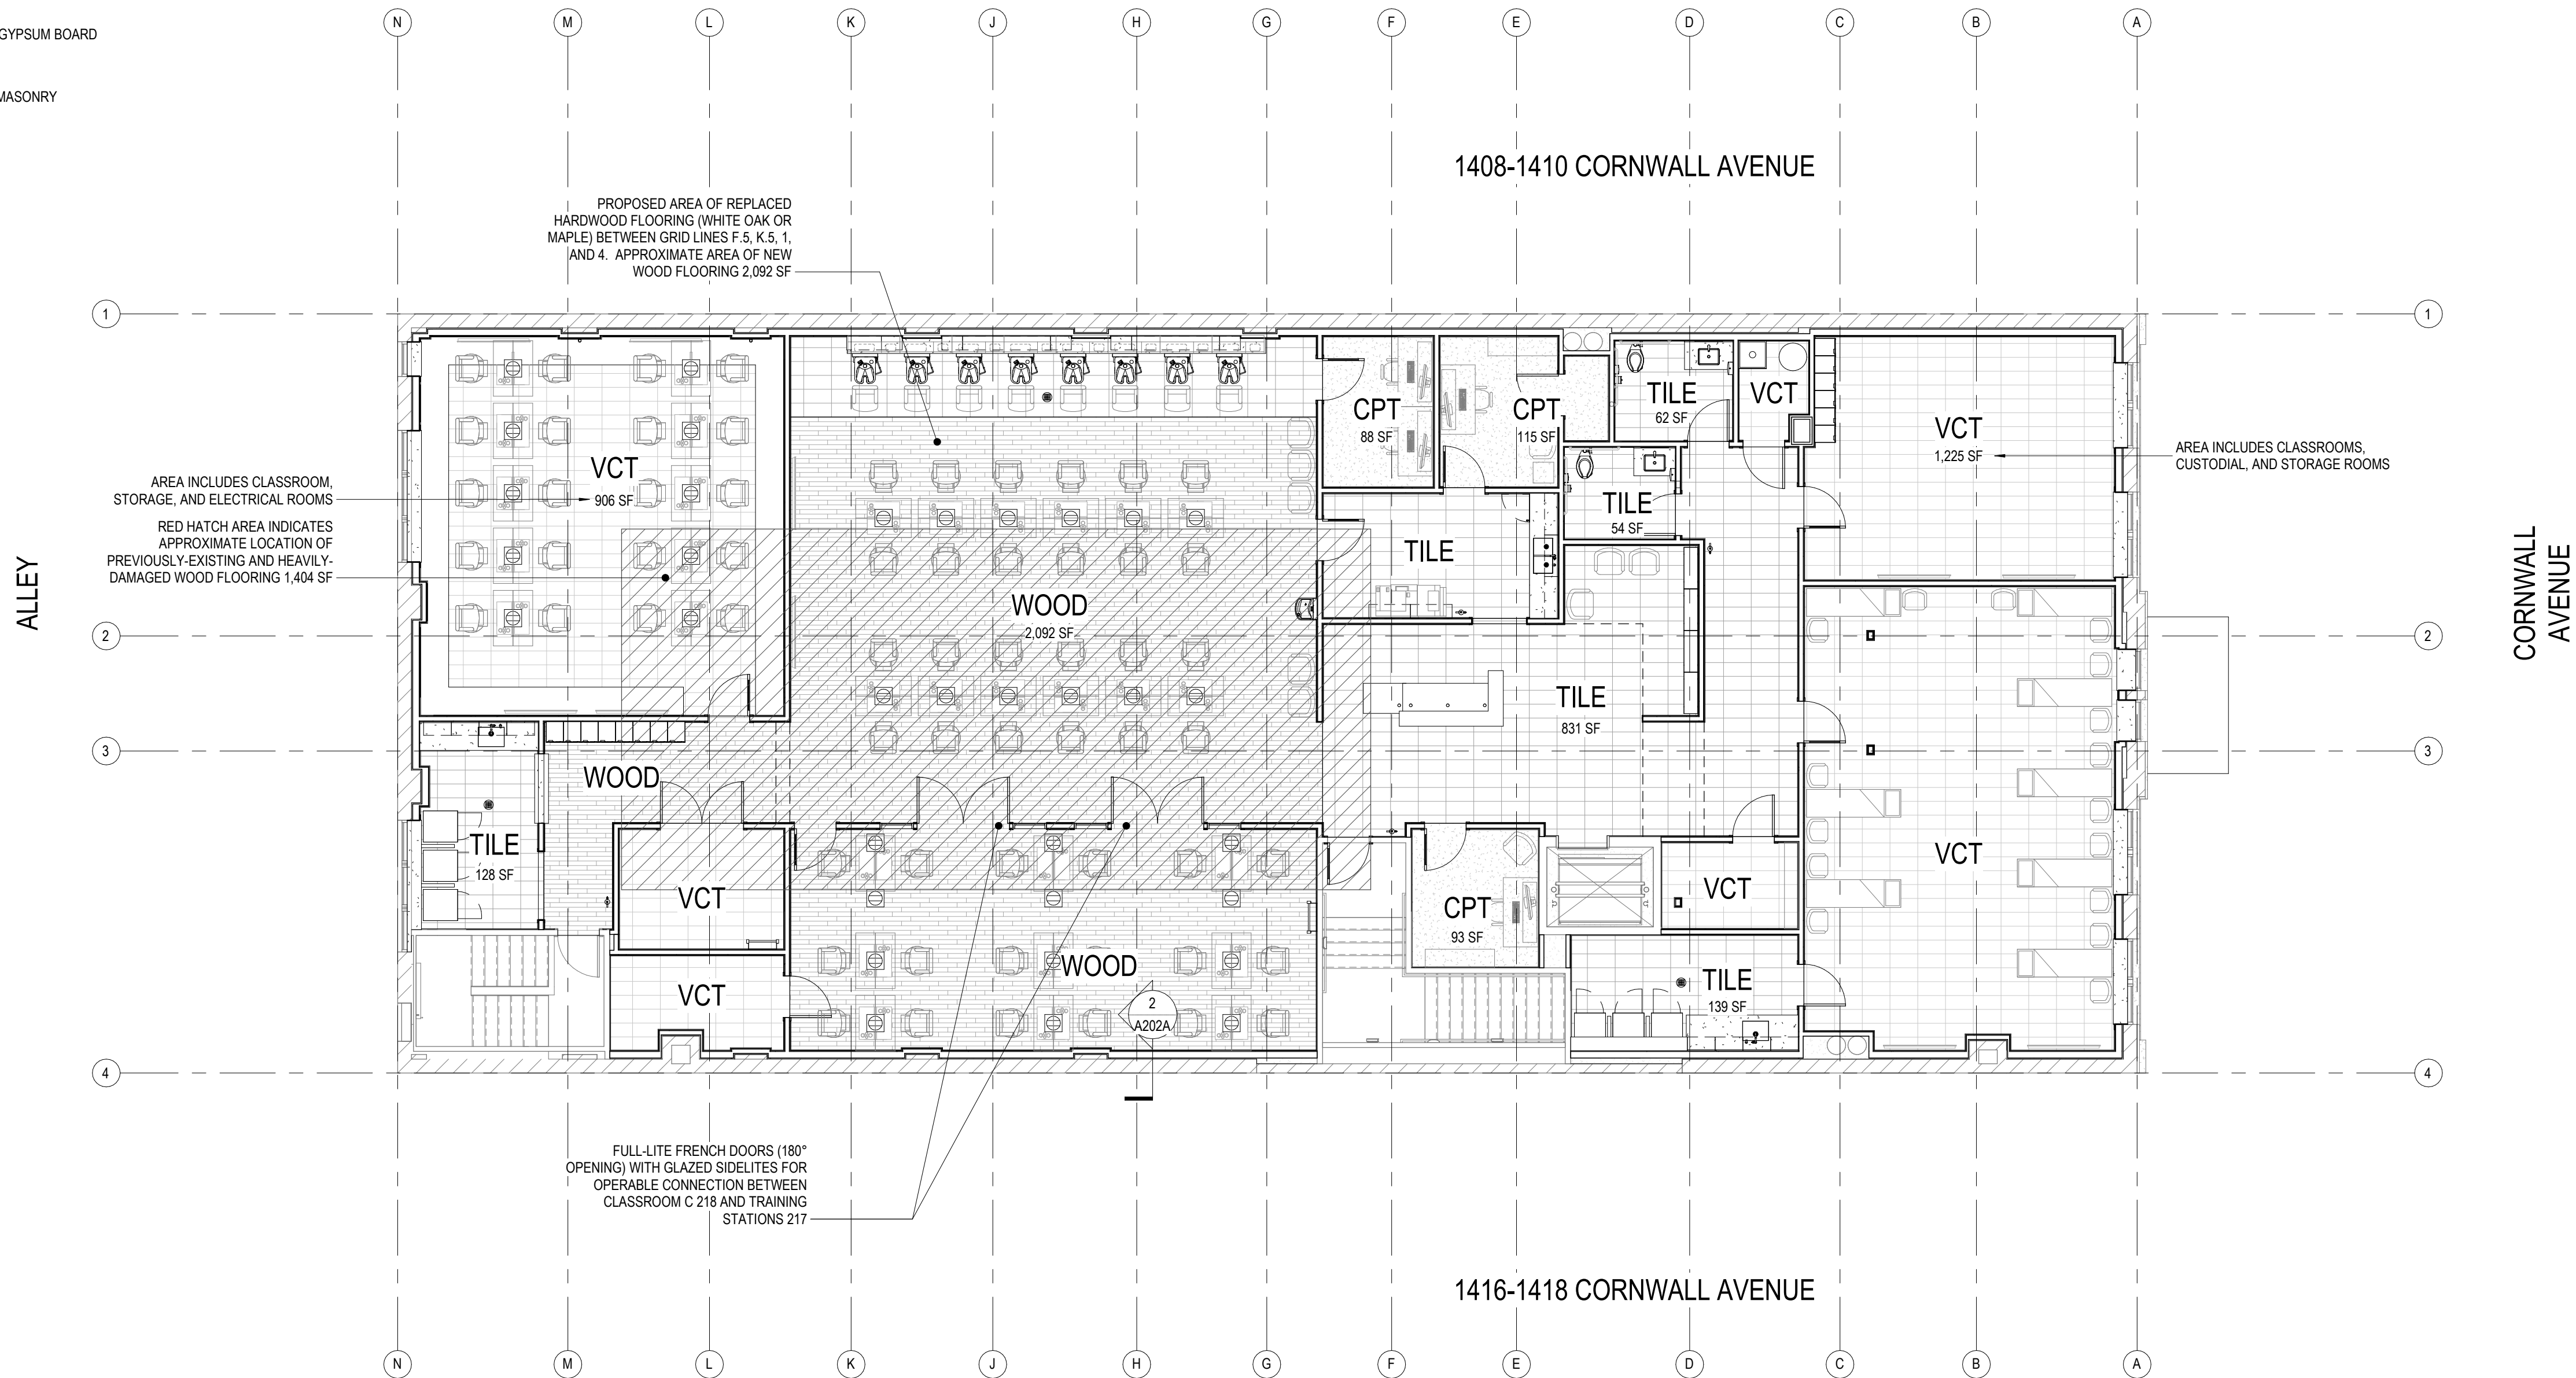 GYPSUM BOARD
MASONRY
N
M
L
K
J
H
G
F
E
D
C
B
A
1408-1410 CORNWALL AVENUE
PROPOSED AREA OF REPLACED
HARDWOOD FLOORING (WHITE OAK OR
MAPLE) BETWEEN GRID LINES F.5, K.5, 1,
AND 4.  APPROXIMATE AREA OF NEW
WOOD FLOORING 2,092 SF
1
1
CPT
88 SF
CPT
115 SF
TILE
62 SF
VCT
VCT
1,225 SF
AREA INCLUDES CLASSROOMS,
CUSTODIAL, AND STORAGE ROOMS
VCT
906 SF
AREA INCLUDES CLASSROOM,
STORAGE, AND ELECTRICAL ROOMS
RED HATCH AREA INDICATES
APPROXIMATE LOCATION OF
PREVIOUSLY-EXISTING AND HEAVILY-
DAMAGED WOOD FLOORING 1,404 SF
TILE
54 SF
TILE
ALLEY
CORNWALL
AVENUE
WOOD
2,092 SF
2
2
TILE
831 SF
3
3
WOOD
TILE
128 SF
VCT
VCT
VCT
VCT
CPT
93 SF
WOOD
TILE
139 SF
2
A202A
4
4
FULL-LITE FRENCH DOORS (180°
OPENING) WITH GLAZED SIDELITES FOR
OPERABLE CONNECTION BETWEEN
CLASSROOM C 218 AND TRAINING
STATIONS 217
1416-1418 CORNWALL AVENUE
N
M
L
K
J
H
G
F
E
D
C
B
A